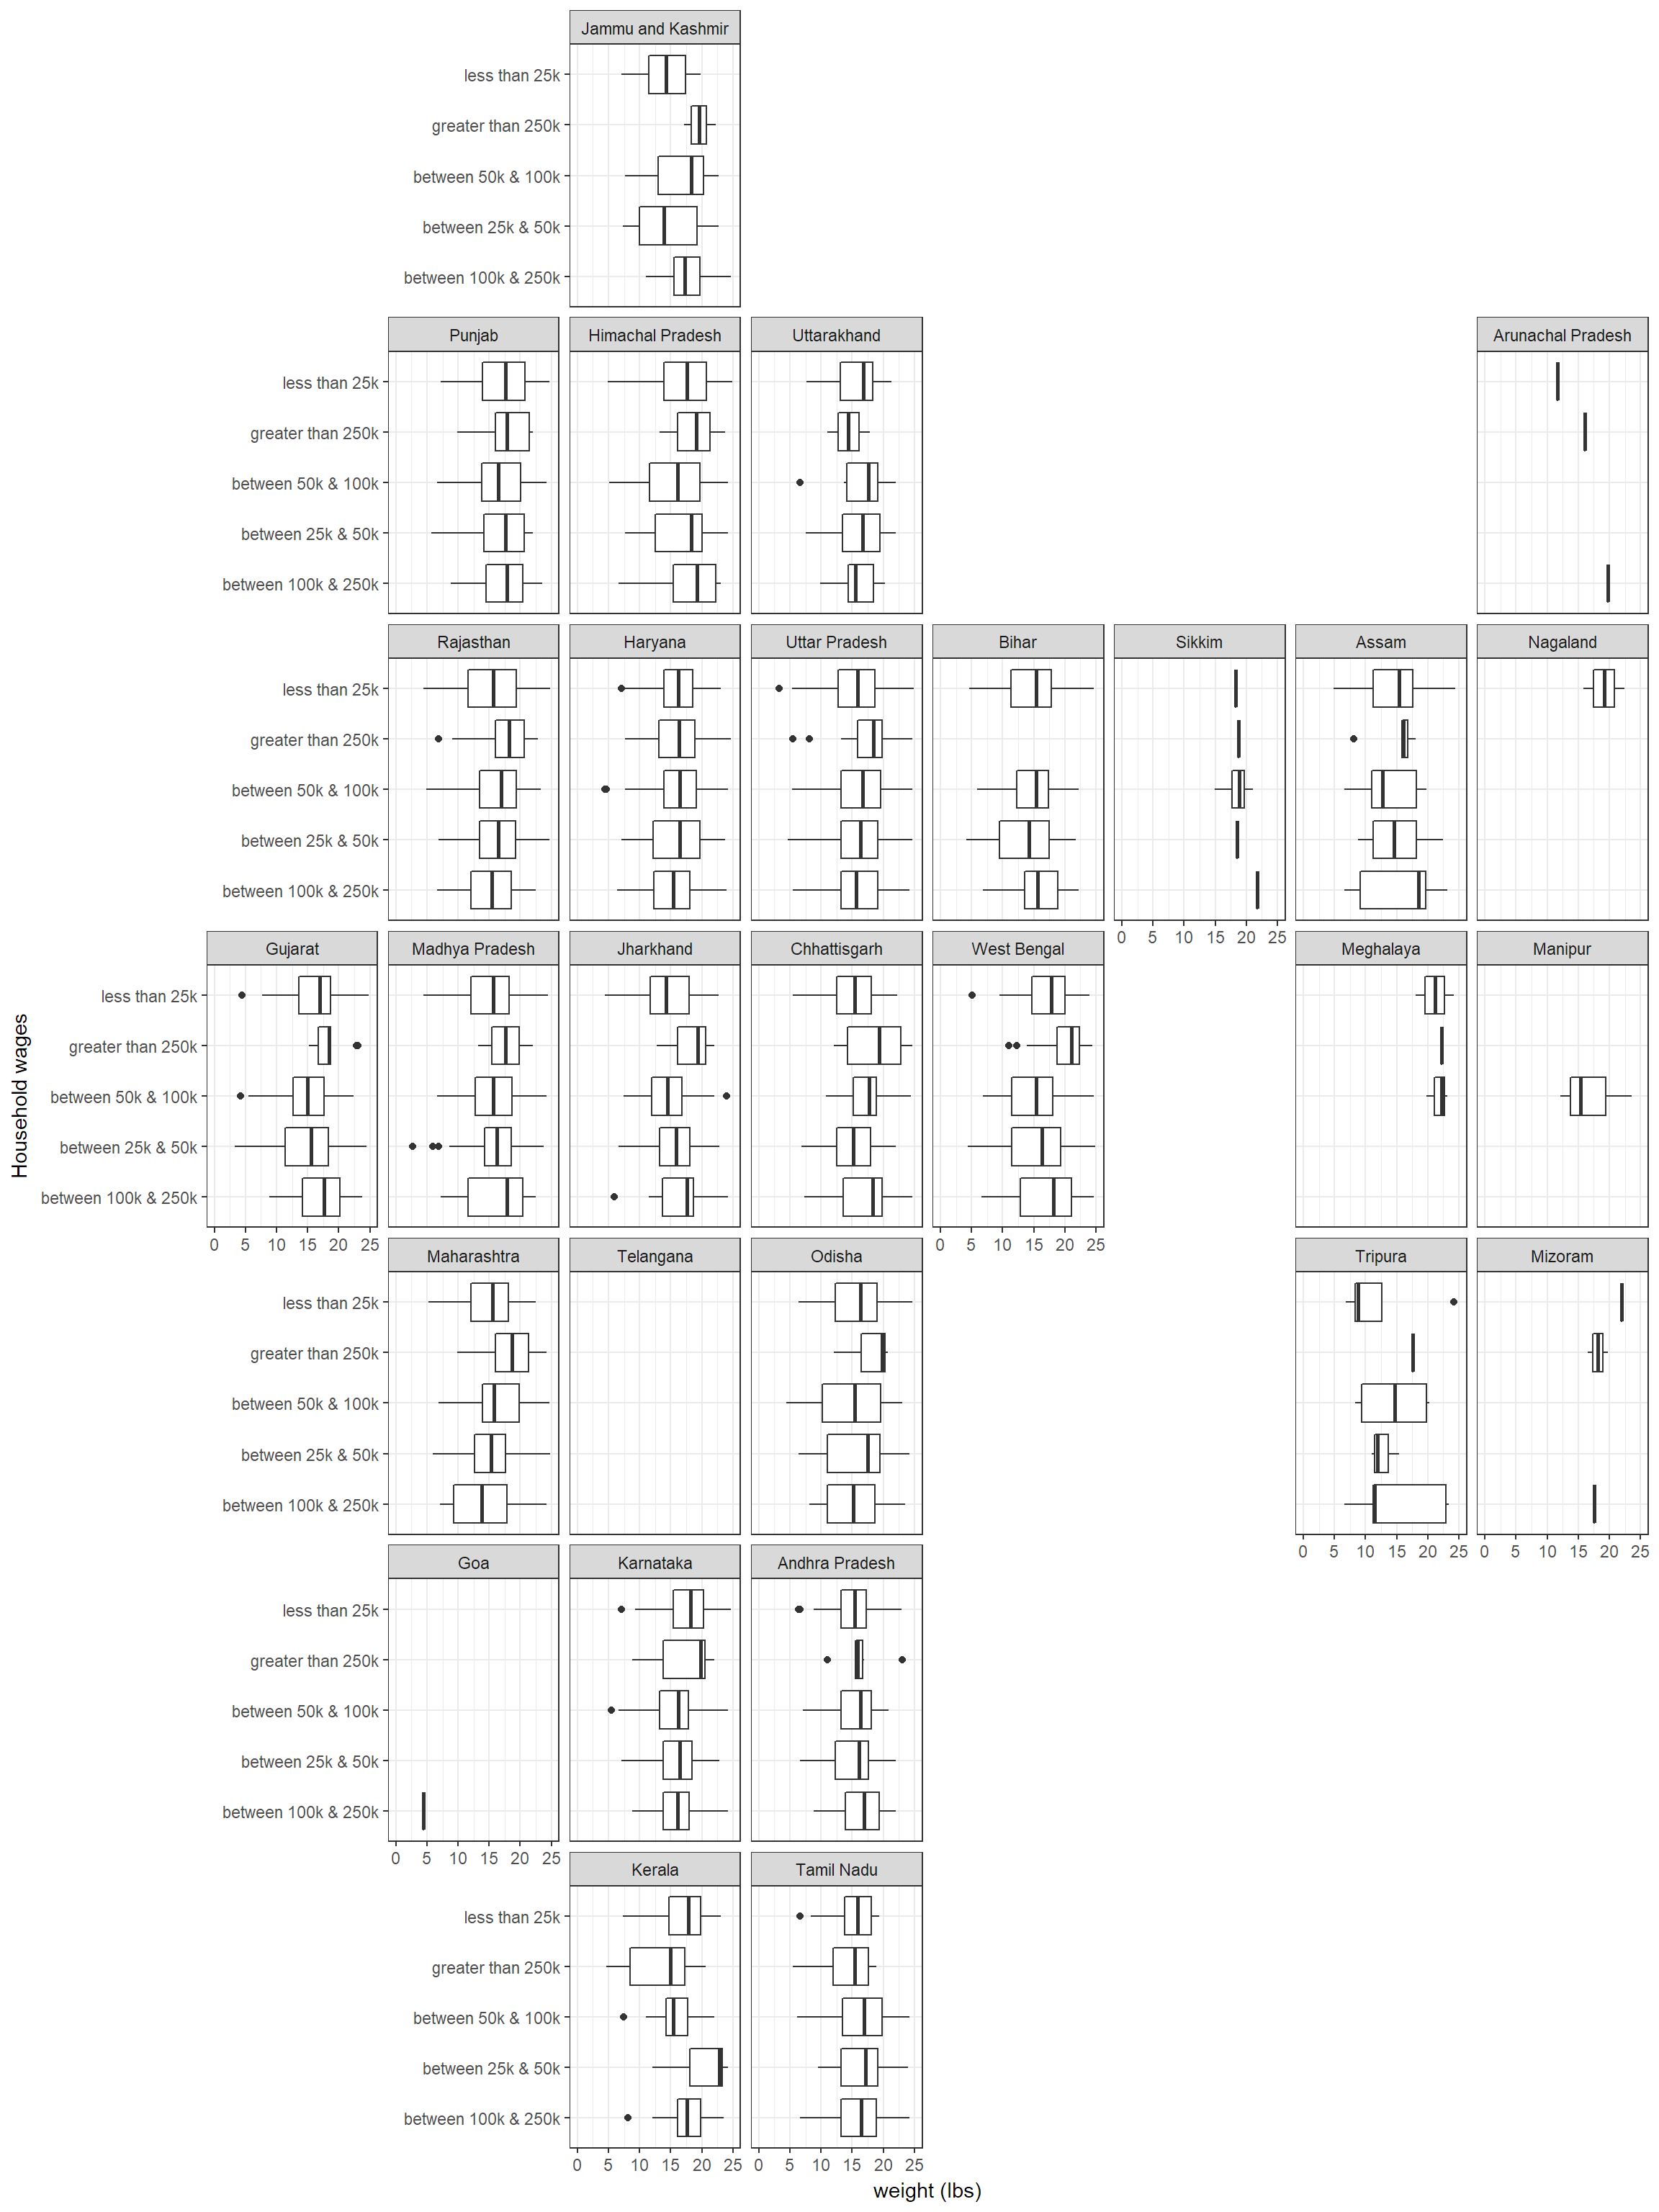 Jammu and Kashmir
less than 25k
greater than 250k
between 50k & 100k
between 25k & 50k
between 100k & 250k
Punjab Himachal Pradesh Uttarakhand Arunachal Pradesh
less than 25k
greater than 250k
between 50k & 100k
between 25k & 50k
between 100k & 250k
Rajasthan Haryana Uttar Pradesh Bihar Sikkim Assam Nagaland
less than 25k
greater than 250k
between 50k & 100k
between 25k & 50k
between 100k & 250k
0 5 10 15 20 25
Gujarat Madhya Pradesh Jharkhand Chhattisgarh West Bengal Meghalaya Manipur
Household wages
less than 25k
greater than 250k
between 50k & 100k
between 25k & 50k
between 100k & 250k
0 5 10 15 20 25 0 5 10 15 20 25
Maharashtra Telangana Odisha Tripura Mizoram
less than 25k
greater than 250k
between 50k & 100k
between 25k & 50k
between 100k & 250k
0 5 10 15 20 25 0 5 10 15 20 25
Goa Karnataka Andhra Pradesh
less than 25k
greater than 250k
between 50k & 100k
between 25k & 50k
between 100k & 250k
0 5 10 15 20 25
Kerala Tamil Nadu
less than 25k
greater than 250k
between 50k & 100k
between 25k & 50k
between 100k & 250k
0 5 10 15 20 25 0 5 10 15 20 25
weight (lbs)